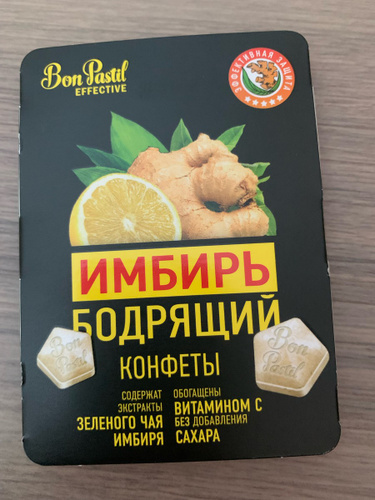 Bon Pastil
EFFECTIVE
ЭФФЕКТИВНАЯ ЗАЩИТА
ИМБИРЬ
БОДРЯЩИЙ
КОНФЕТЫ
Bon
Pastil
Bon
Pastil
СОДЕРЖАТ
ЭКСТРАКТЫ
ЗЕЛЕНОГО ЧАЯ
ИМБИРЯ
ОБОГАЩЕНЫ
ВИТАМИНОМ С
БЕЗ ДОБАВЛЕНИЯ
САХАРА